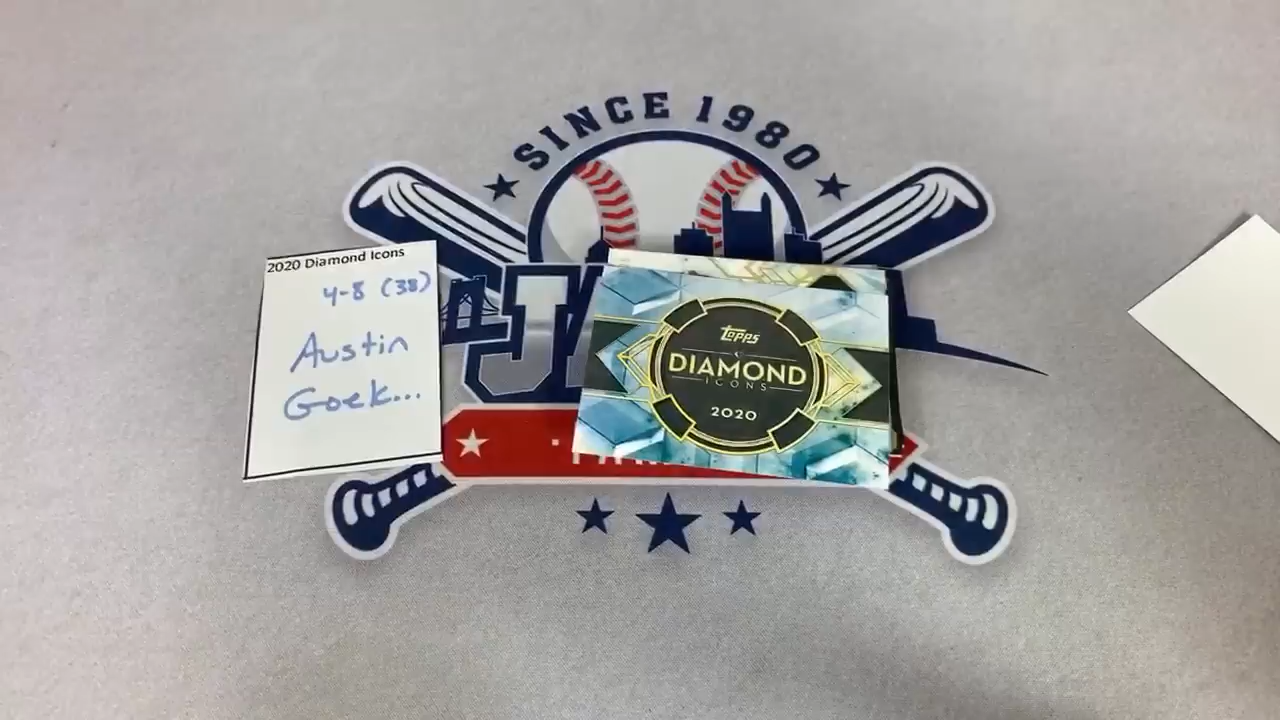 SINCE 1980
2020 Diamond Icons
4-8 (38)
Austin
Goek...
J
Topps
DIAMOND
ICONS
2020